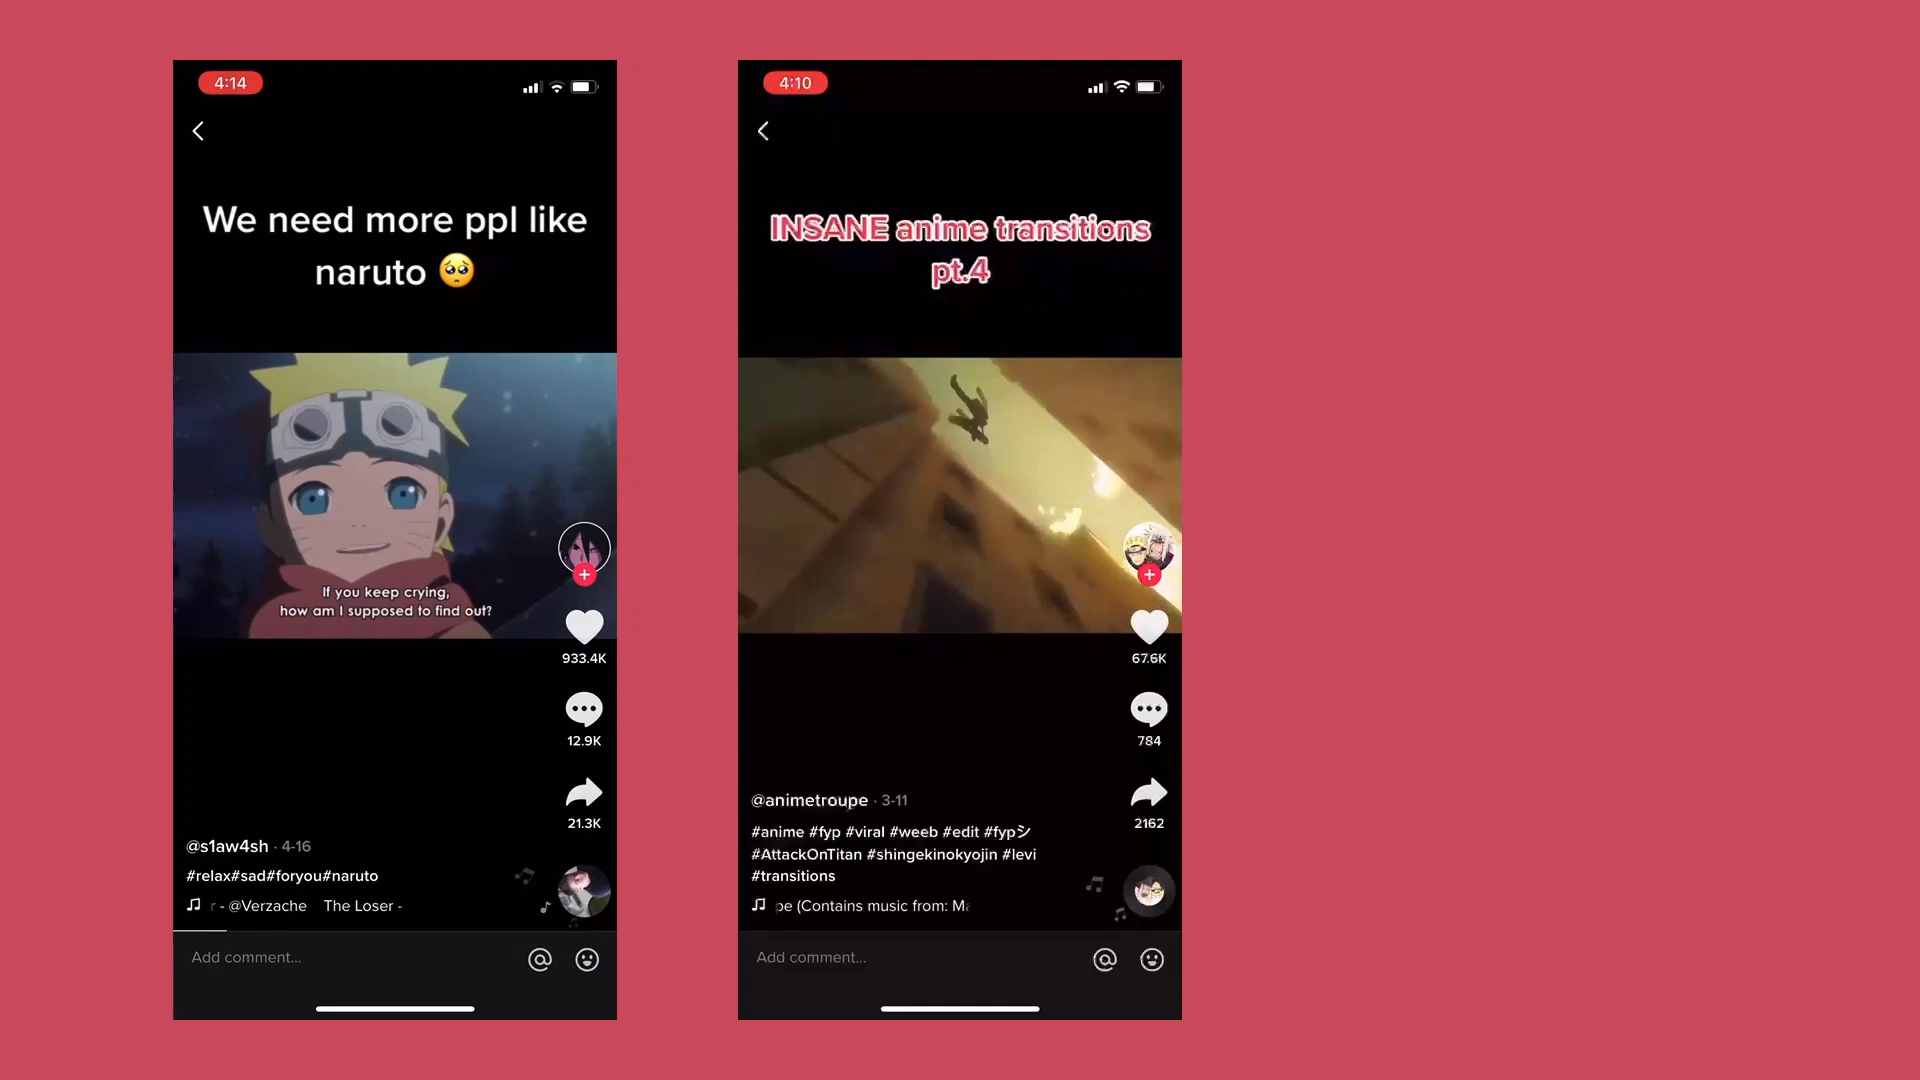 4:14
We need more ppl like
naruto 🥺
If you keep crying,
how am I supposed to find out?
933.4K
12.9K
21.3K
@s1aw4sh · 4-16
#relax#sad#foryou#naruto
r - @Verzache The Loser -
Add comment...
4:10
INSANE anime transitions
pt.4
67.6K
784
2162
@animetroupe · 3-11
#anime #fyp #viral #weeb #edit #fypシ
#AttackOnTitan #shingekinokyojin #levi
#transitions
pe (Contains music from: Ma
Add comment...